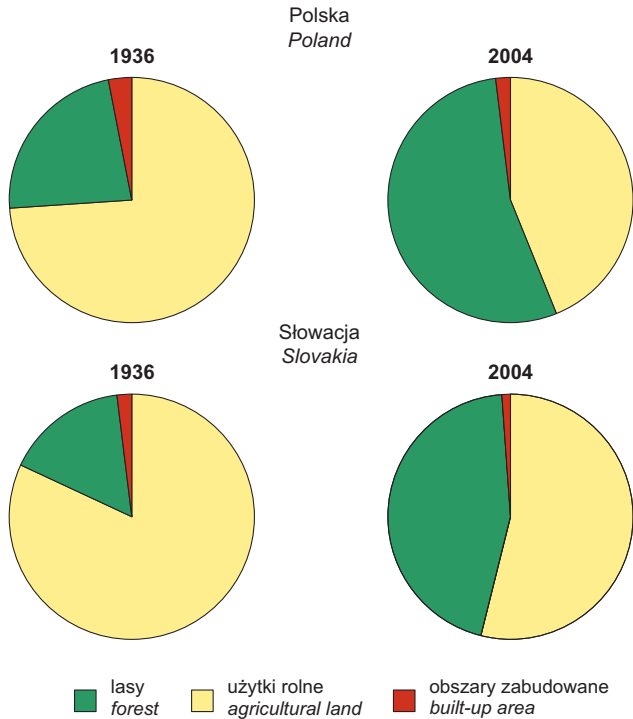 Polska
Poland
1936
2004
Słowacja
Slovakia
1936
2004
lasy
forest
użytki rolne
agricultural land
obszary zabudowane
built-up area